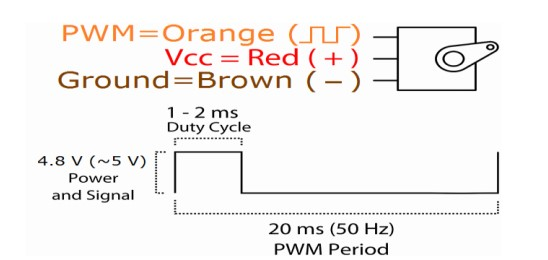 PWM=Orange (⎍⎍)
Vcc = Red ( + )
Ground=Brown ( − )
1 - 2 ms
Duty Cycle
4.8 V (~5 V)
Power
and Signal
20 ms (50 Hz)
PWM Period